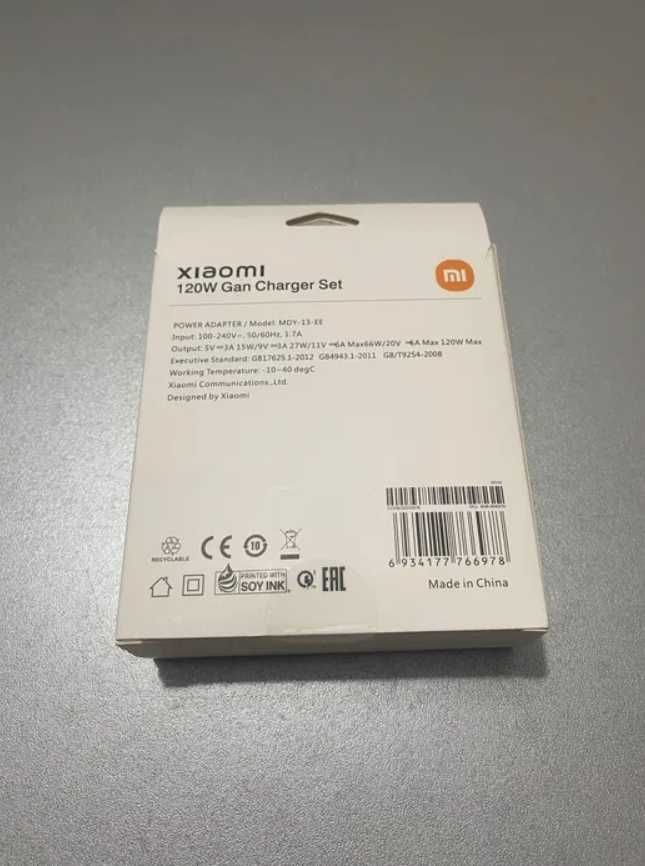 xιaomi
120W Gan Charger Set
mi
POWER ADAPTER / Model: MDY-13-EE
Input: 100-240V~, 50/60Hz, 1.7A
Output: 5V⎓3A 15W/9V⎓3A 27W/11V ⎓6A Max66W/20V ⎓6A Max 120W Max
Executive Standard: GB17625.1-2012 GB4943.1-2011 GB/T9254-2008
Working Temperature: -10~40 degC
Xiaomi Communications.,Ltd.
Designed by Xiaomi
RECYCLABLE
CE
10
PRINTED WITH
SOY INK
EAC
6 934177 766978
Made in China